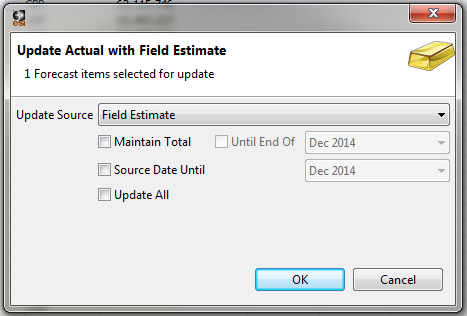 esi
Update Actual with Field Estimate
1 Forecast items selected for update
Update Source Field Estimate
Maintain Total Until End Of Dec 2014
Source Date Until Dec 2014
Update All
OK Cancel